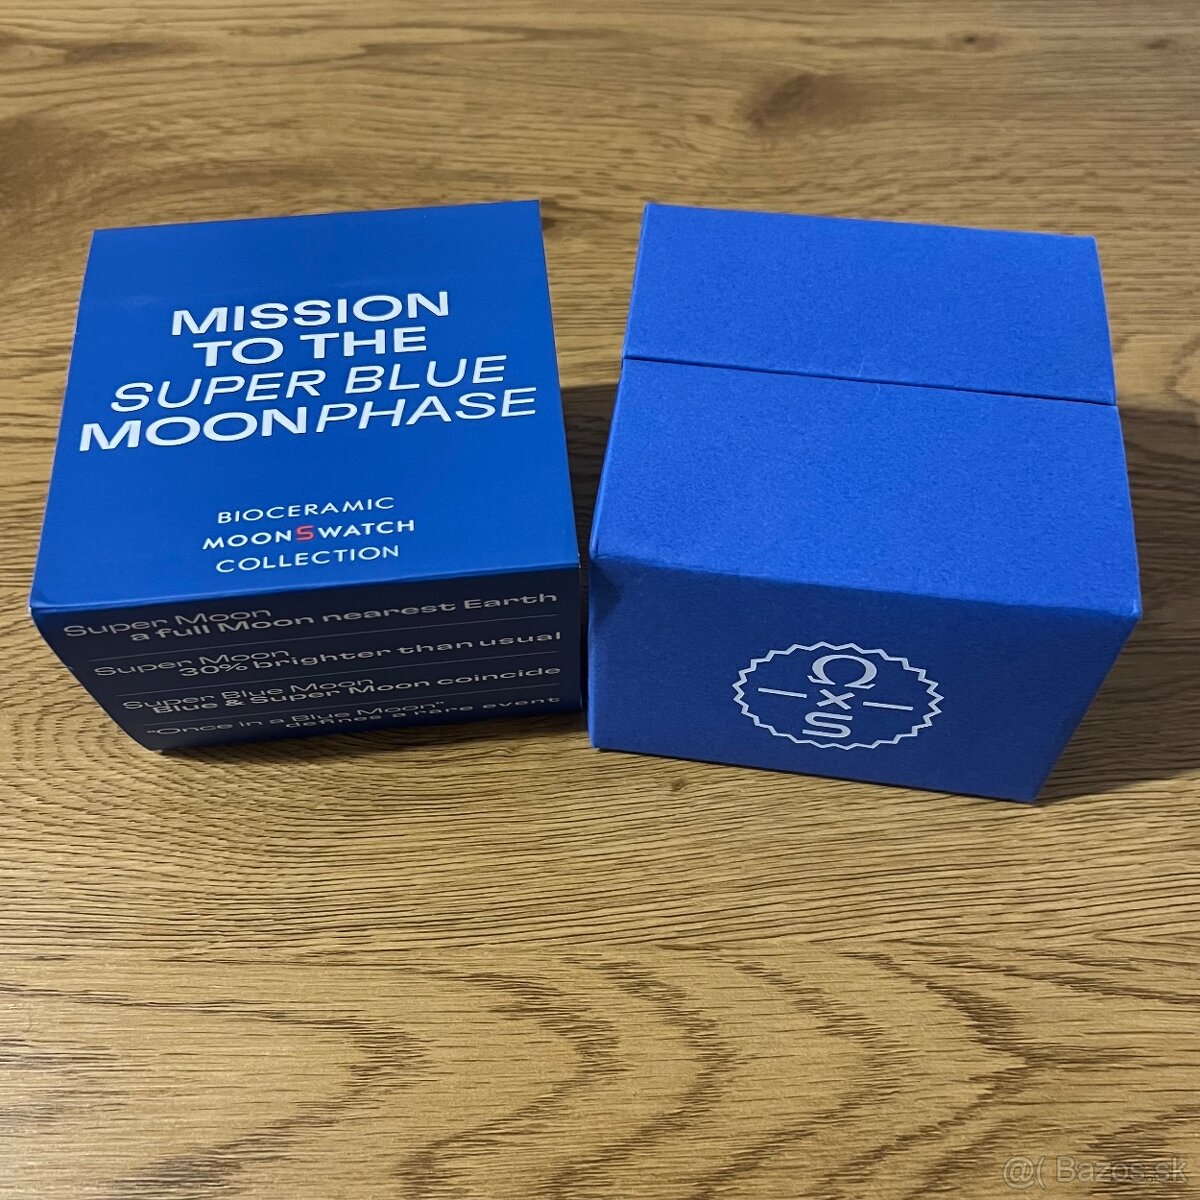 MISSION
TO THE
SUPER BLUE
MOONPHASE
BIOCERAMIC
MOONSWATCH
COLLECTION
Super Moon
a full Moon nearest Earth
Super Moon
30% brighter than usual
Super Blue Moon
Blue & Super Moon coincide
"Once in a Blue Moon"
defines a rare event
Ω
x
S
@( Bazos.sk